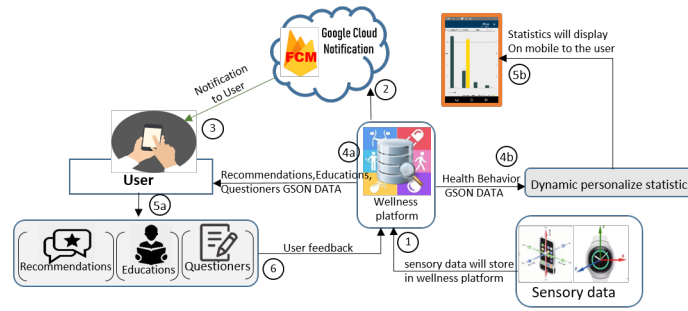 Google Cloud
Notification
FCM
Statistics will display
On mobile to the user
5b
2
Notification
to User
3
4a
4b
Recommendations,Educations,
Questioners GSON DATA
User
Health Behavior
GSON DATA
Dynamic personalize statistic
Wellness
platform
5a
1
User feedback
6
Recommendations
Educations
Questioners
sensory data will store
in wellness platform
Sensory data